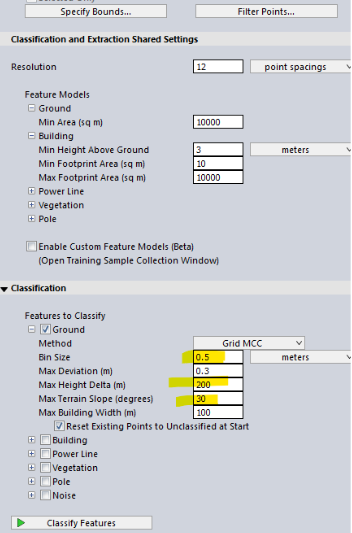 Specify Bounds... Filter Points...
Classification and Extraction Shared Settings
Resolution 12 point spacings
Feature Models
Ground
Min Area (sq m) 10000
Building
Min Height Above Ground 3 meters
Min Footprint Area (sq m) 10
Max Footprint Area (sq m) 10000
Power Line
Vegetation
Pole
Enable Custom Feature Models (Beta)
(Open Training Sample Collection Window)
Classification
Features to Classify
Ground
Method Grid MCC
Bin Size 0.5 meters
Max Deviation (m) 0.3
Max Height Delta (m) 200
Max Terrain Slope (degrees) 30
Max Building Width (m) 100
Reset Existing Points to Unclassified at Start
Building
Power Line
Vegetation
Pole
Noise
Classify Features